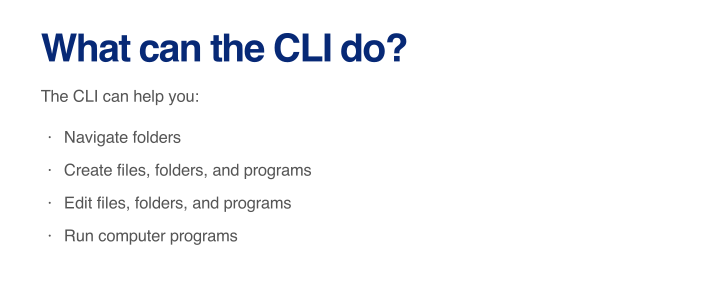 What can the CLI do?
The CLI can help you:
· Navigate folders
· Create files, folders, and programs
· Edit files, folders, and programs
· Run computer programs